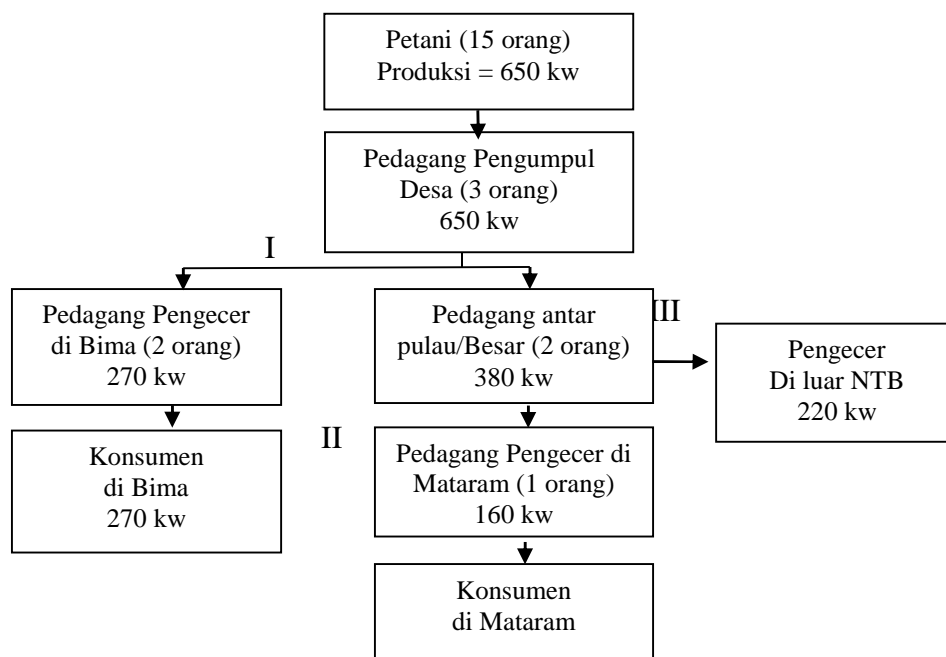 Petani (15 orang)
Produksi = 650 kw
Pedagang Pengumpul
Desa (3 orang)
650 kw
I
Pedagang Pengecer
di Bima (2 orang)
270 kw
Pedagang antar
pulau/Besar (2 orang)
380 kw
III
Pengecer
Di luar NTB
220 kw
Konsumen
di Bima
270 kw
II
Pedagang Pengecer di
Mataram (1 orang)
160 kw
Konsumen
di Mataram